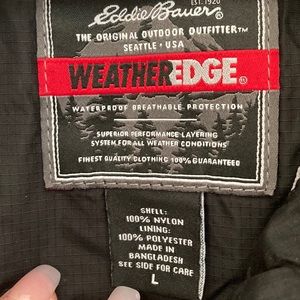 Eddie Bauer
EST. 1920
THE ORIGINAL OUTDOOR OUTFITTER™
SEATTLE · USA
WEATHEREDGE®
WATERPROOF BREATHABLE PROTECTION
SUPERIOR PERFORMANCE LAYERING
SYSTEM FOR ALL WEATHER CONDITIONS
FINEST QUALITY CLOTHING 100% GUARANTEED
SHELL:
100% NYLON
LINING:
100% POLYESTER
MADE IN
BANGLADESH
SEE SIDE FOR CARE
L